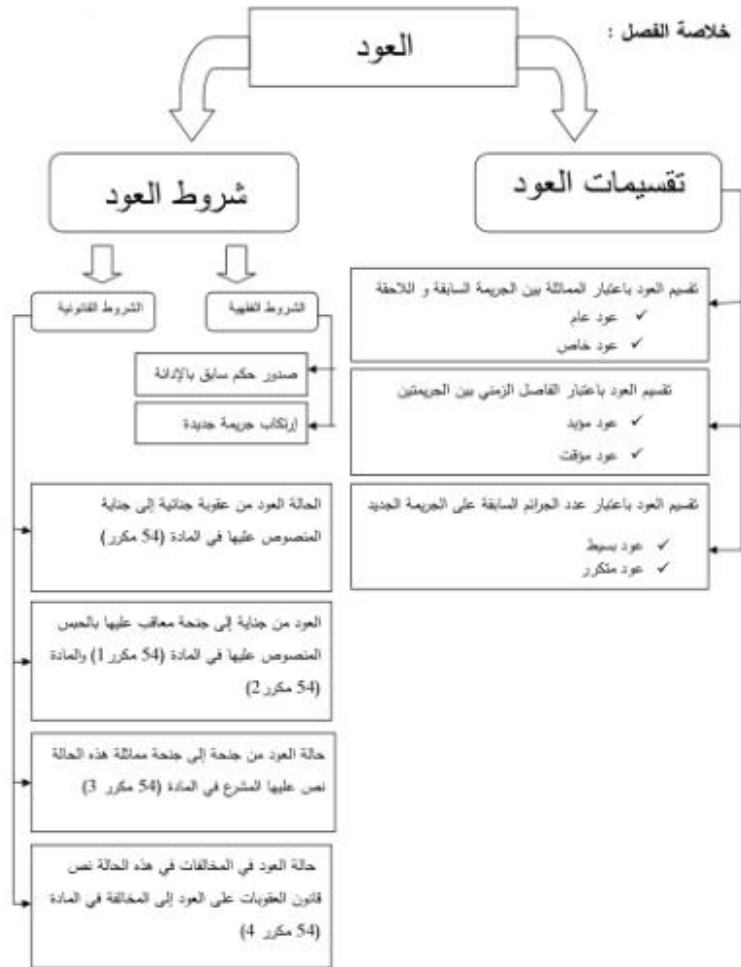 خلاصة الفصل :
العود
تقسيمات العود
شروط العود
تقسيم العود باعتبار المماثلة بين الجريمة السابقة و اللاحقة
✓ عود عام
✓ عود خاص
تقسيم العود باعتبار الفاصل الزمني بين الجريمتين
✓ عود مؤبد
✓ عود مؤقت
تقسيم العود باعتبار عدد الجرائم السابقة على الجريمة الجديد
✓ عود بسيط
✓ عود متكرر
الشروط الفقهية
الشروط القانونية
صدور حكم سابق بالإدانة
إرتكاب جريمة جديدة
الحالة العود من عقوبة جنائية إلى جناية
المنصوص عليها في المادة (54 مكرر)
العود من جناية إلى جنحة معاقب عليها بالحبس
المنصوص عليها في المادة (54 مكرر1) والمادة
(54 مكرر2)
حالة العود من جنحة إلى جنحة مماثلة هذه الحالة
نص عليها المشرع في المادة (54 مكرر 3)
حالة العود في المخالفات في هذه الحالة نص
قانون العقوبات على العود إلى المخالفة في المادة
(54 مكرر 4)